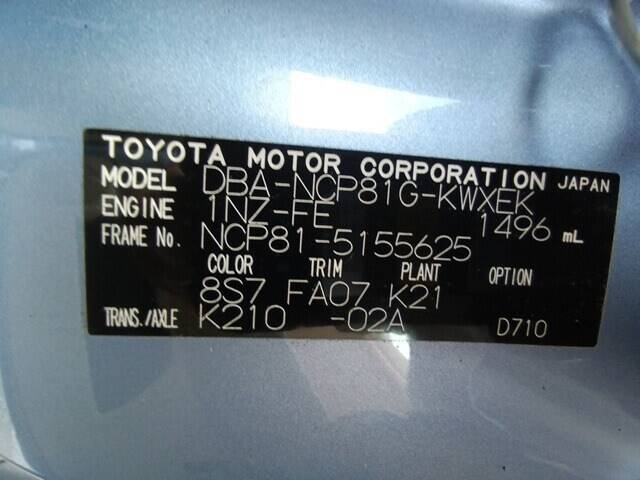 TOYOTA MOTOR CORPORATION JAPAN
MODEL DBA-NCP81G-KWXEK
ENGINE 1NZ-FE 1496 mL
FRAME No. NCP81-5155625
COLOR TRIM PLANT OPTION
8S7 FA07 K21
TRANS./AXLE K210 -02A D710